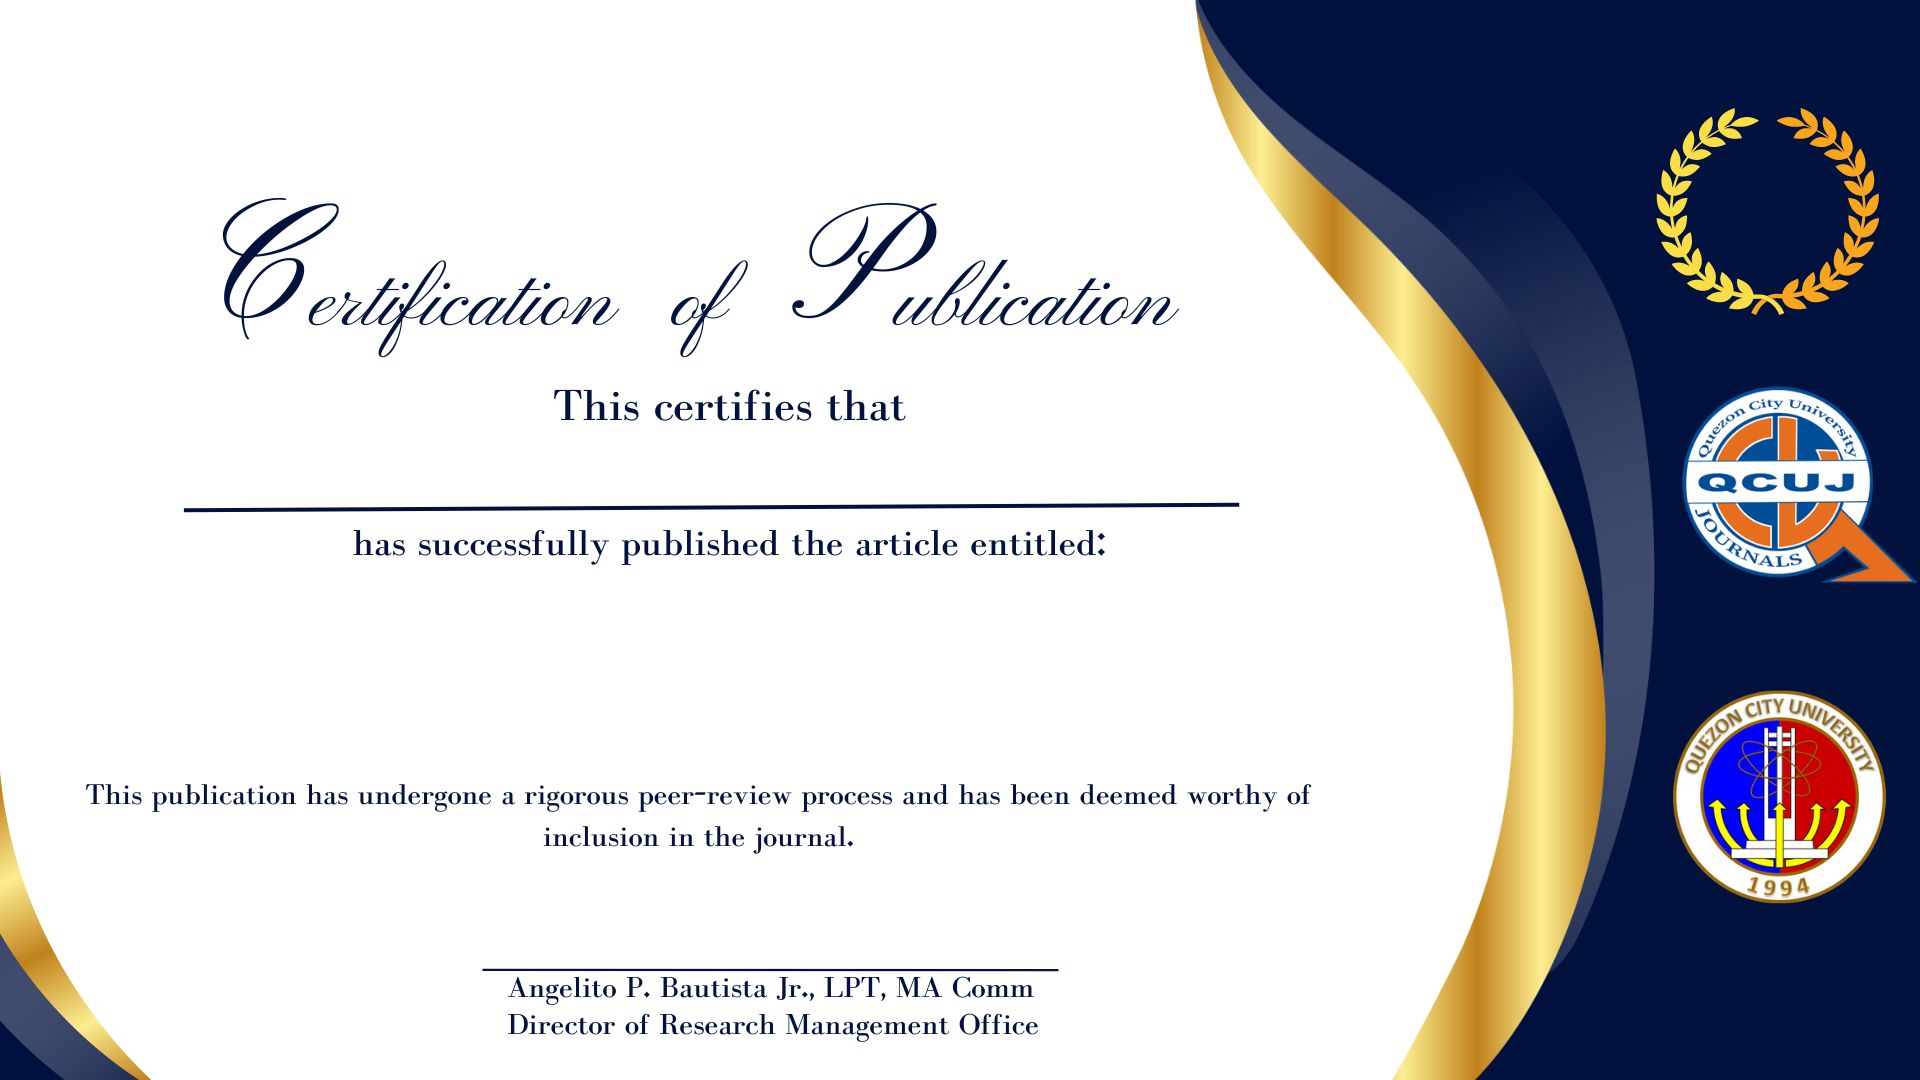 Certification of Publication
This certifies that
has successfully published the article entitled:
This publication has undergone a rigorous peer-review process and has been deemed worthy of
inclusion in the journal.
Angelito P. Bautista Jr., LPT, MA Comm
Director of Research Management Office
Quezon City University
QCUJ
JOURNALS
QUEZON CITY UNIVERSITY
1994